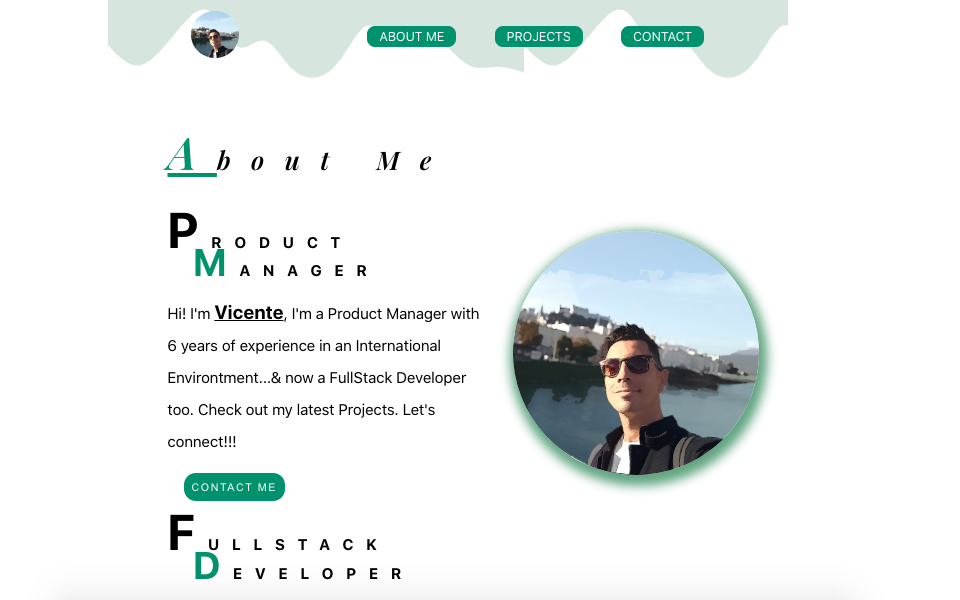 ABOUT ME PROJECTS CONTACT
About Me
PRODUCT
MANAGER
Hi! I'm Vicente, I'm a Product Manager with
6 years of experience in an International
Environtment...& now a FullStack Developer
too. Check out my latest Projects. Let's
connect!!!
CONTACT ME
FULLSTACK
DEVELOPER